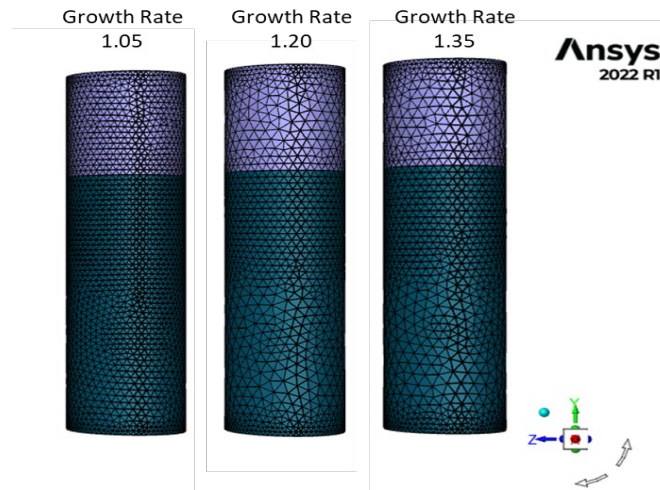 Growth Rate
1.05
Growth Rate
1.20
Growth Rate
1.35
Ansys
2022 R1
Y
Z